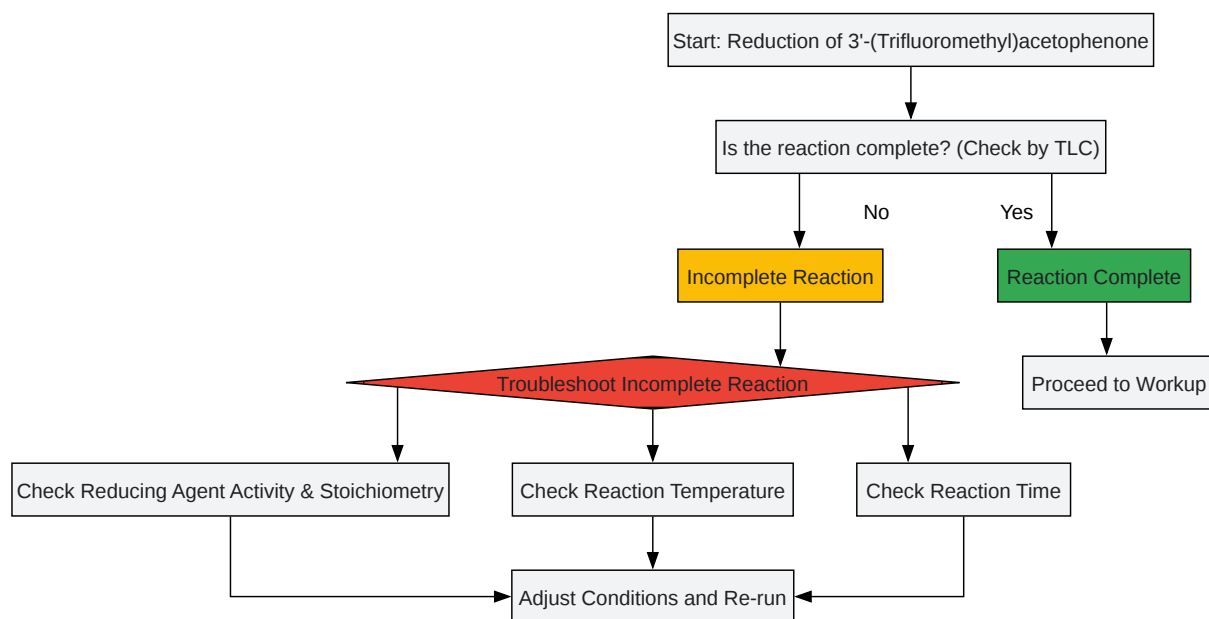 Start: Reduction of 3'-(Trifluoromethyl)acetophenone
Is the reaction complete? (Check by TLC)
No
Yes
Incomplete Reaction
Reaction Complete
Troubleshoot Incomplete Reaction
Proceed to Workup
Check Reducing Agent Activity & Stoichiometry
Check Reaction Temperature
Check Reaction Time
Adjust Conditions and Re-run